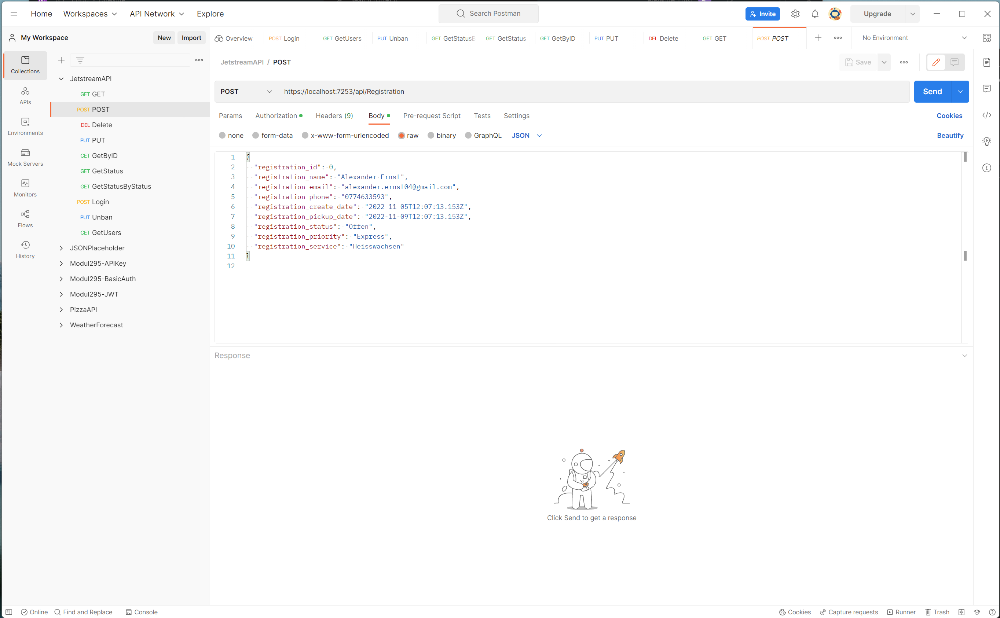 Home Workspaces API Network Explore Search Postman Invite Upgrade
My Workspace New Import Overview POST Login GET GetUsers PUT Unban GET GetStatusB GET GetStatus GET GetByID PUT PUT DEL Delete GET GET POST POST No Environment
Collections
APIs
Environments
Mock Servers
Monitors
Flows
History
JetstreamAPI
GET GET
POST POST
DEL Delete
PUT PUT
GET GetByID
GET GetStatus
GET GetStatusByStatus
POST Login
PUT Unban
GET GetUsers
JSONPlaceholder
Modul295-APIKey
Modul295-BasicAuth
Modul295-JWT
PizzaAPI
WeatherForecast
JetstreamAPI / POST Save
POST https://localhost:7253/api/Registration Send
Params Authorization Headers (9) Body Pre-request Script Tests Settings Cookies
none form-data x-www-form-urlencoded raw binary GraphQL JSON Beautify
1 {
2 "registration_id": 0,
3 "registration_name": "Alexander Ernst",
4 "registration_email": "alexander.ernst04@gmail.com",
5 "registration_phone": "0774633593",
6 "registration_create_date": "2022-11-05T12:07:13.153Z",
7 "registration_pickup_date": "2022-11-09T12:07:13.153Z",
8 "registration_status": "Offen",
9 "registration_priority": "Express",
10 "registration_service": "Heisswachsen"
11 }
12
Response
Click Send to get a response
Online Find and Replace Console Cookies Capture requests Runner Trash